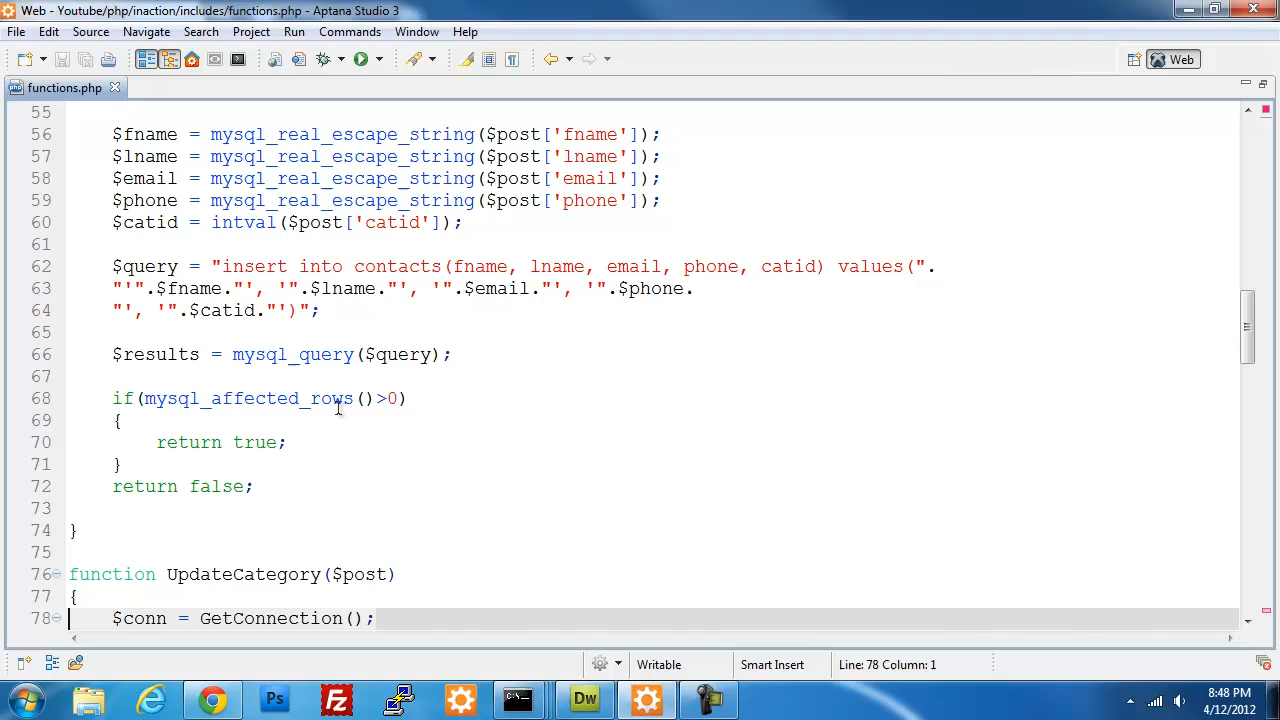 Web - Youtube/php/inaction/includes/functions.php - Aptana Studio 3
File Edit Source Navigate Search Project Run Commands Window Help
Web
functions.php
55
56 $fname = mysql_real_escape_string($post['fname']);
57 $lname = mysql_real_escape_string($post['lname']);
58 $email = mysql_real_escape_string($post['email']);
59 $phone = mysql_real_escape_string($post['phone']);
60 $catid = intval($post['catid']);
61
62 $query = "insert into contacts(fname, lname, email, phone, catid) values(".
63 "'".$fname."', '".$lname."', '".$email."', '".$phone.
64 "', '".$catid."')";
65
66 $results = mysql_query($query);
67
68 if(mysql_affected_rows()>0)
69 {
70 return true;
71 }
72 return false;
73
74 }
75
76 function UpdateCategory($post)
77 {
78 $conn = GetConnection();
Writable Smart Insert Line: 78 Column: 1
Ps Fz Dw
8:48 PM
4/12/2012